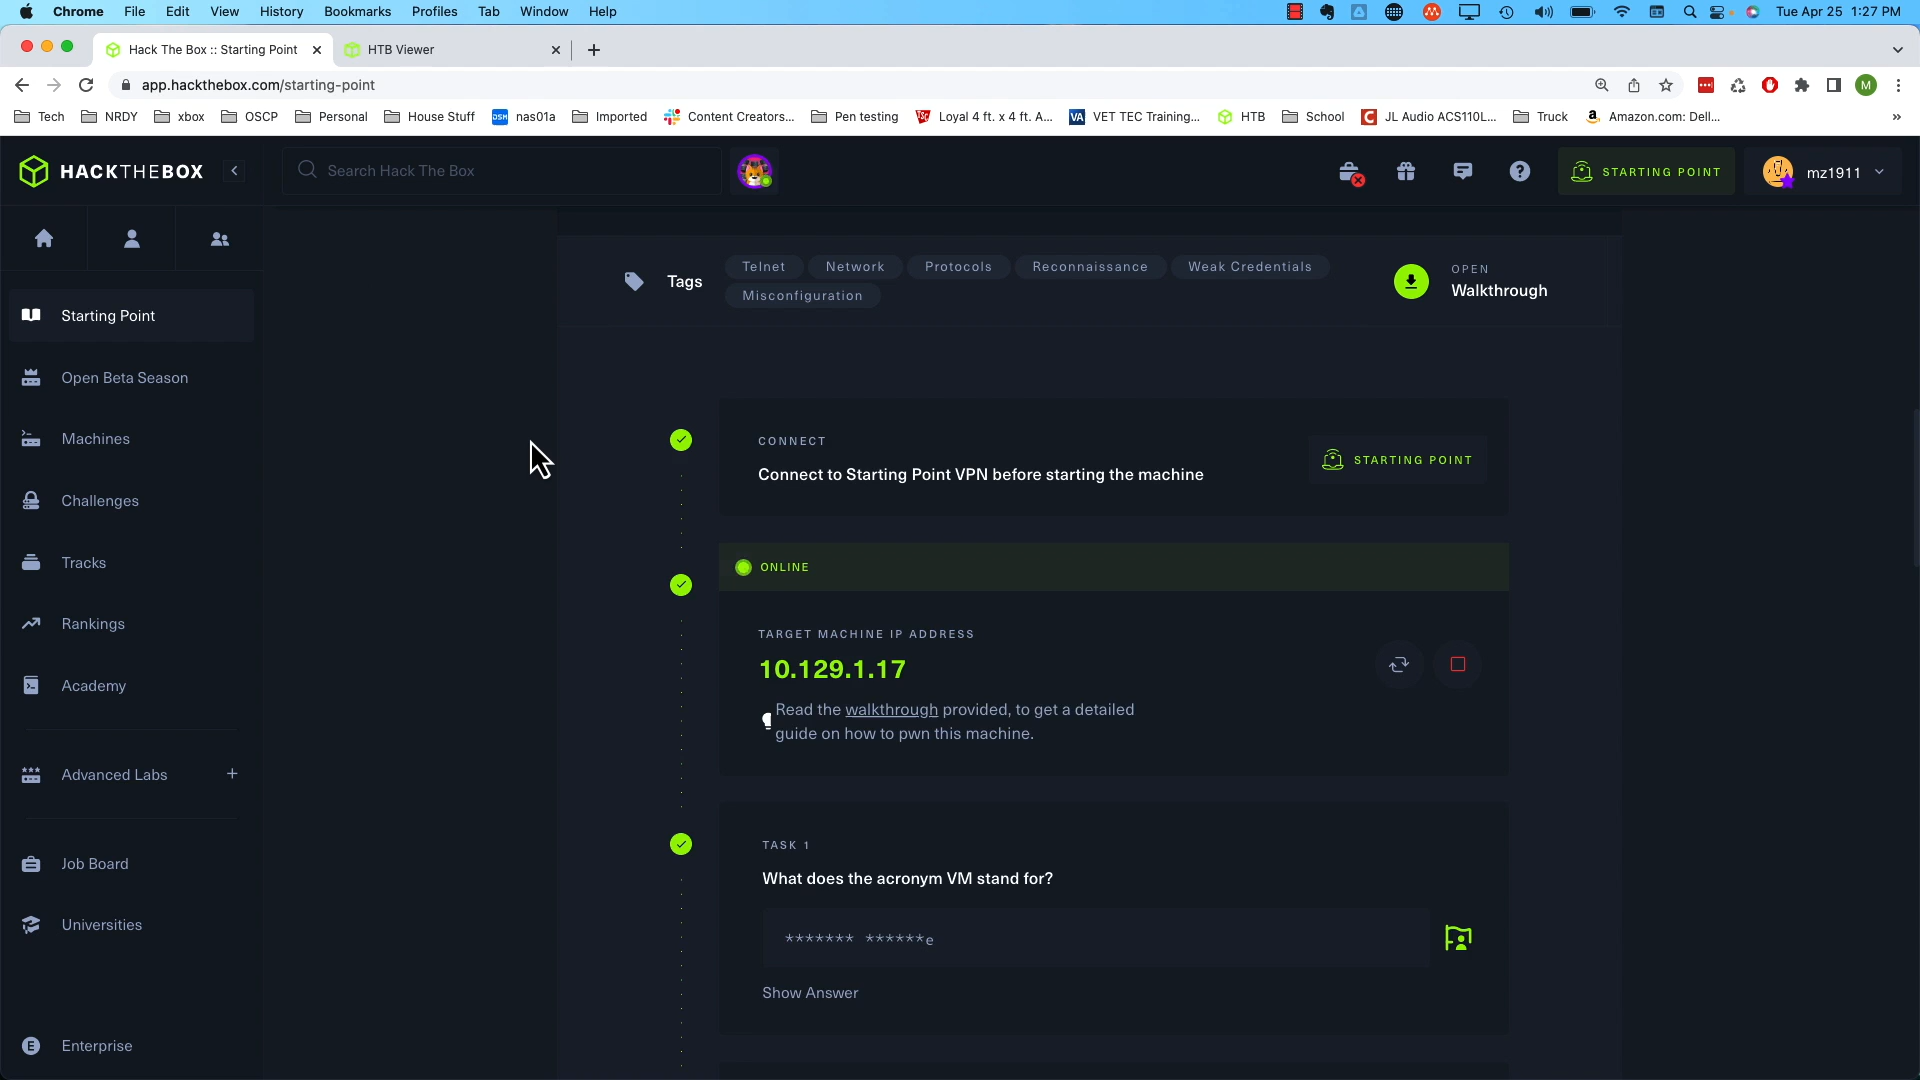 Chrome File Edit View History Bookmarks Profiles Tab Window Help Tue Apr 25 1:27 PM
Hack The Box :: Starting Point HTB Viewer
app.hackthebox.com/starting-point M
Tech NRDY xbox OSCP Personal House Stuff DSM nas01a Imported Content Creators... Pen testing TSC Loyal 4 ft. x 4 ft. A... VA VET TEC Training... HTB School JL Audio ACS110L... Truck Amazon.com: Dell...
HACKTHEBOX Search Hack The Box STARTING POINT mz1911
Starting Point
Open Beta Season
Machines
Challenges
Tracks
Rankings
Academy
Advanced Labs +
Job Board
Universities
E Enterprise
Tags
Telnet Network Protocols Reconnaissance Weak Credentials
Misconfiguration
OPEN
Walkthrough
CONNECT
Connect to Starting Point VPN before starting the machine
STARTING POINT
ONLINE
TARGET MACHINE IP ADDRESS
10.129.1.17
Read the walkthrough provided, to get a detailed
guide on how to pwn this machine.
TASK 1
What does the acronym VM stand for?
******* ******e
Show Answer